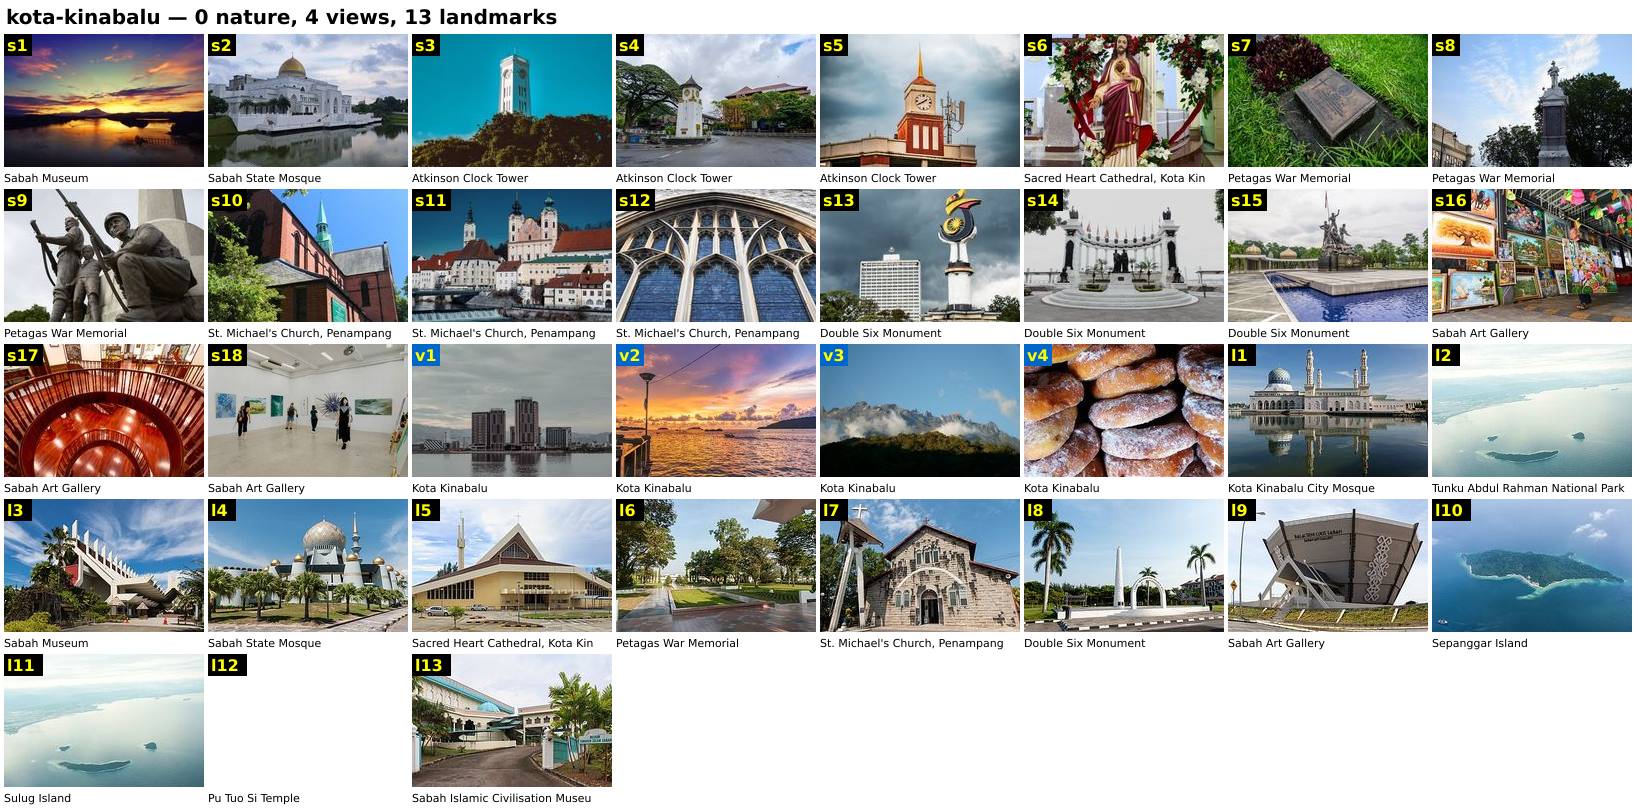 kota-kinabalu — 0 nature, 4 views, 13 landmarks
s1 s2 s3 s4 s5 s6 s7 s8
Sabah Museum
Sabah State Mosque
Atkinson Clock Tower
Atkinson Clock Tower
Atkinson Clock Tower
Sacred Heart Cathedral, Kota Kin
Petagas War Memorial
Petagas War Memorial
s9 s10 s11 s12 s13 s14 s15 s16
Petagas War Memorial
St. Michael's Church, Penampang
St. Michael's Church, Penampang
St. Michael's Church, Penampang
Double Six Monument
Double Six Monument
Double Six Monument
Sabah Art Gallery
s17 s18 v1 v2 v3 v4 l1 l2
Sabah Art Gallery
Sabah Art Gallery
Kota Kinabalu
Kota Kinabalu
Kota Kinabalu
Kota Kinabalu
Kota Kinabalu City Mosque
Tunku Abdul Rahman National Park
l3 l4 l5 l6 l7 l8 l9 l10
Sabah Museum
Sabah State Mosque
Sacred Heart Cathedral, Kota Kin
Petagas War Memorial
St. Michael's Church, Penampang
Double Six Monument
Sabah Art Gallery
Sepanggar Island
l11 l12 l13
Sulug Island
Pu Tuo Si Temple
Sabah Islamic Civilisation Museu